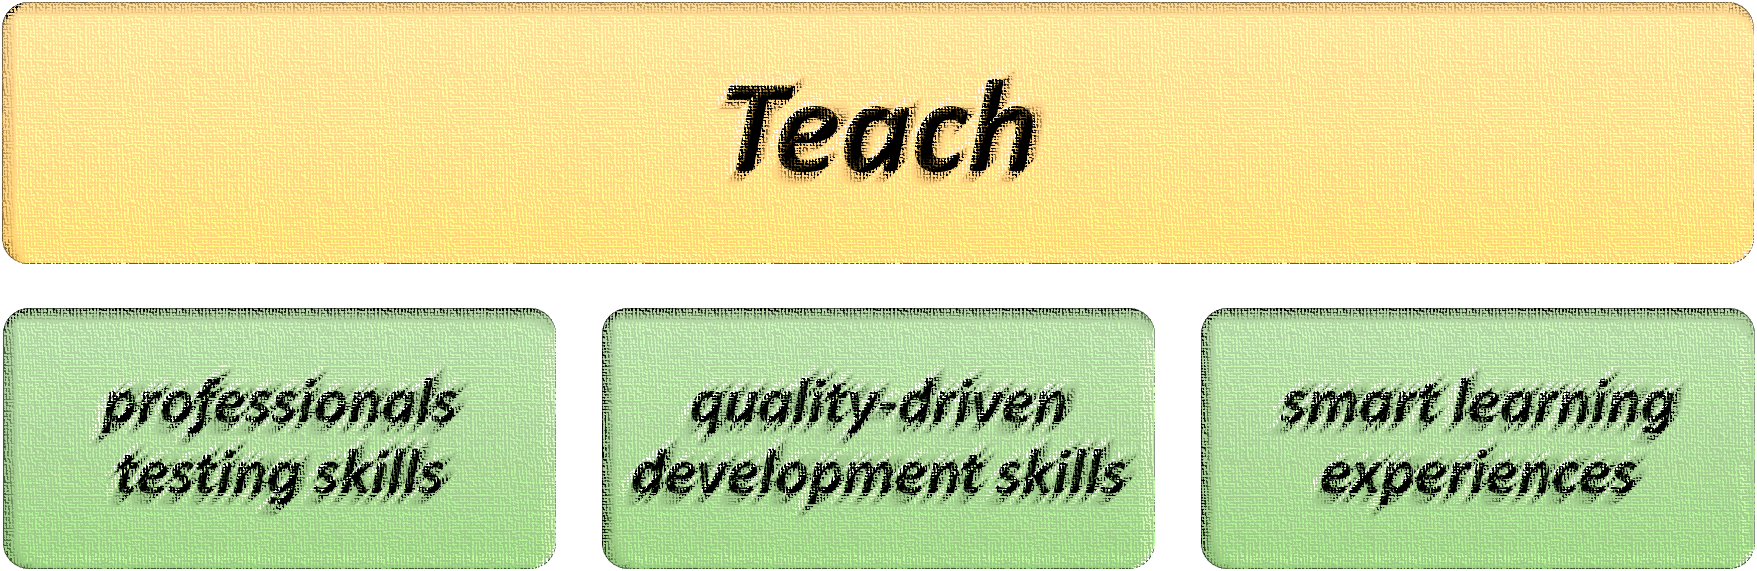 Teach
professionals
testing skills
quality-driven
development skills
smart learning
experiences